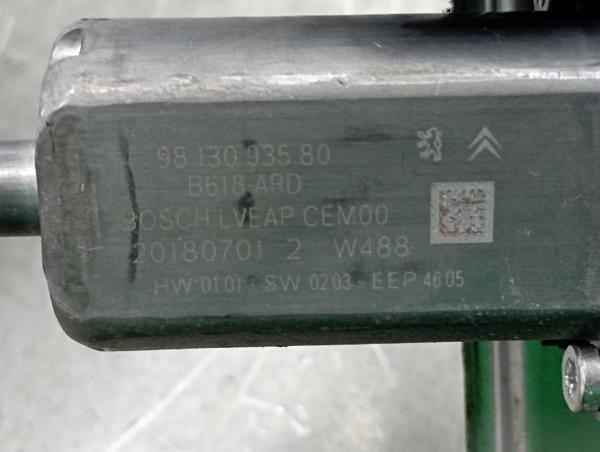 98 130 935 80
B618-ARD
BOSCH LVEAP CEM00
20180701 2 W488
HW 0101 - SW 0203 - EEP 4605